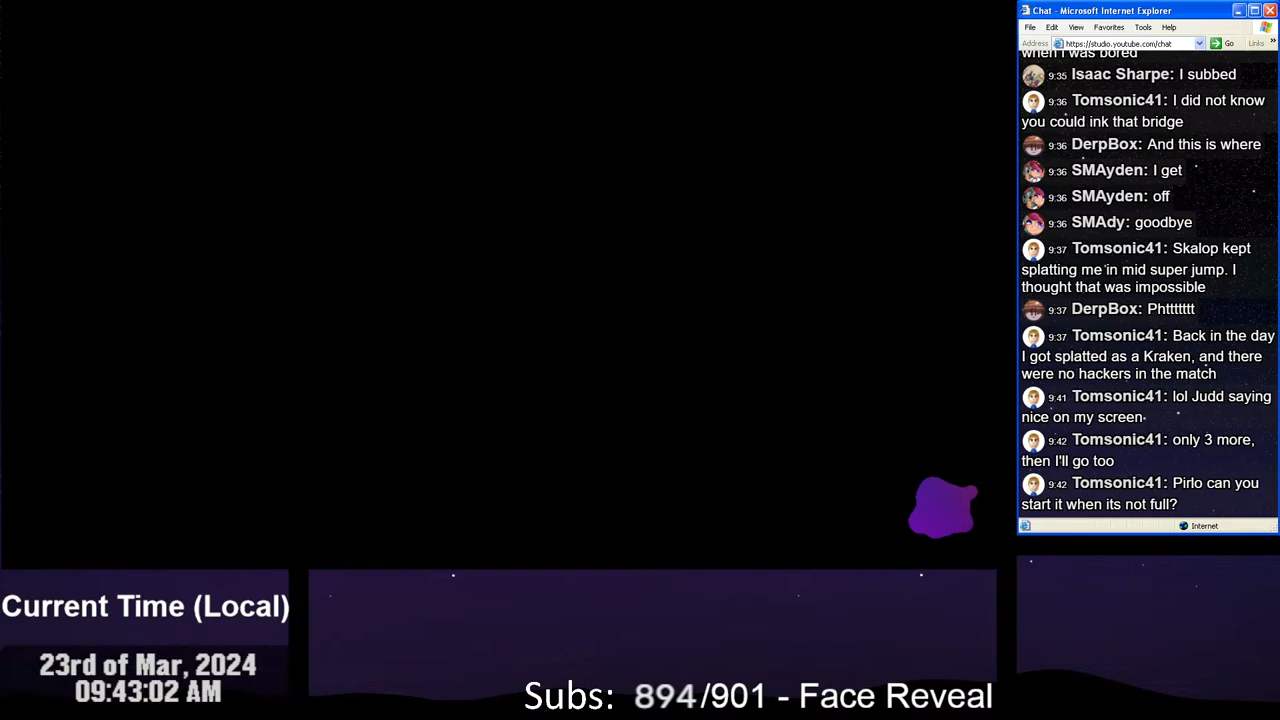 Chat - Microsoft Internet Explorer
File Edit View Favorites Tools Help
Address https://studio.youtube.com/chat Go Links »
when I was bored
9:35 Isaac Sharpe: I subbed
9:36 Tomsonic41: I did not know
you could ink that bridge
9:36 DerpBox: And this is where
9:36 SMAyden: I get
9:36 SMAyden: off
9:36 SMAdy: goodbye
9:37 Tomsonic41: Skalop kept
splatting me in mid super jump. I
thought that was impossible
9:37 DerpBox: Phttttttt
9:37 Tomsonic41: Back in the day
I got splatted as a Kraken, and there
were no hackers in the match
9:41 Tomsonic41: lol Judd saying
nice on my screen
9:42 Tomsonic41: only 3 more,
then I'll go too
9:42 Tomsonic41: Pirlo can you
start it when its not full?
Internet
Current Time (Local)
23rd of Mar, 2024
09:43:02 AM
Subs: 894/901 - Face Reveal